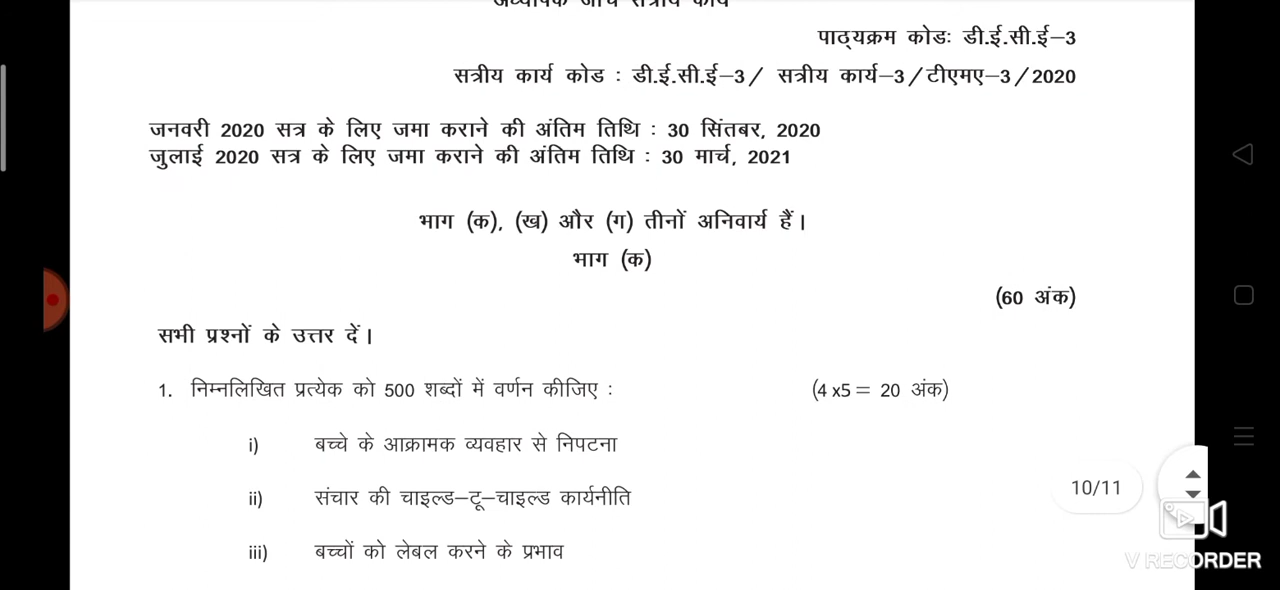 पाठ्यक्रम कोडः डी.ई.सी.ई–3
सत्रीय कार्य कोड : डी.ई.सी.ई–3/ सत्रीय कार्य–3/टीएमए–3/2020
जनवरी 2020 सत्र के लिए जमा कराने की अंतिम तिथि : 30 सिंतबर, 2020
जुलाई 2020 सत्र के लिए जमा कराने की अंतिम तिथि : 30 मार्च, 2021
भाग (क), (ख) और (ग) तीनों अनिवार्य हैं।
भाग (क)
(60 अंक)
सभी प्रश्नों के उत्तर दें।
1. निम्नलिखित प्रत्येक को 500 शब्दों में वर्णन कीजिए : (4 x5 = 20 अंक)
i) बच्चे के आक्रामक व्यवहार से निपटना
ii) संचार की चाइल्ड–टू–चाइल्ड कार्यनीति
10/11
iii) बच्चों को लेबल करने के प्रभाव
V RECORDER